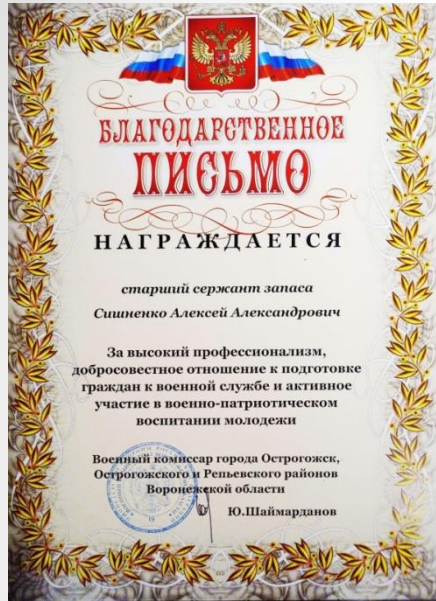 БЛАГОДАРСТВЕННОЕ
ПИСЬМО
НАГРАЖДАЕТСЯ
старший сержант запаса
Сишненко Алексей Александрович
За высокий профессионализм,
добросовестное отношение к подготовке
граждан к военной службе и активное
участие в военно-патриотическом
воспитании молодежи
Военный комиссар города Острогожск,
Острогожского и Репьевского районов
Воронежской области
Ю.Шаймарданов